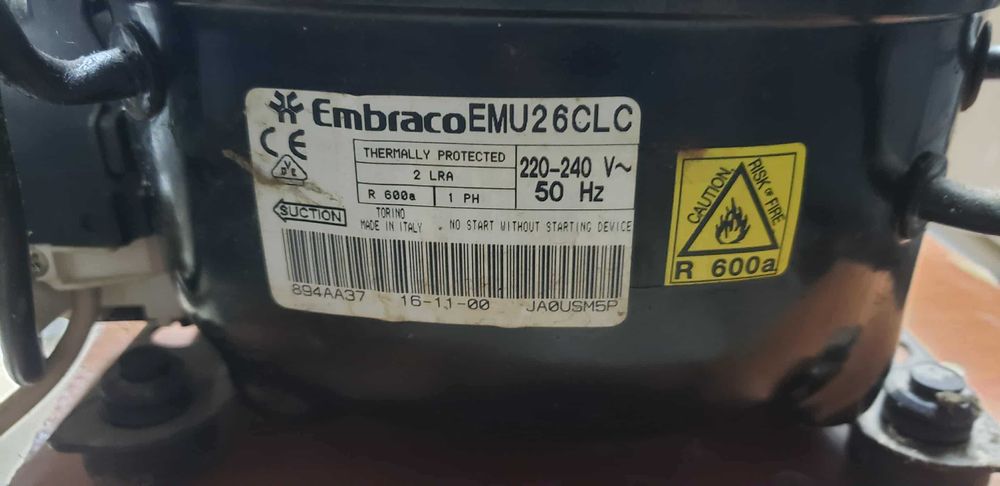 Embraco EMU26CLC
CE
THERMALLY PROTECTED
2 LRA
R 600a
1 PH
220-240 V~
50 Hz
VDE
SUCTION
TORINO
MADE IN ITALY
NO START WITHOUT STARTING DEVICE
894AA37 16-11-00 JA0USM5P
CAUTION
RISK OF FIRE
R 600a